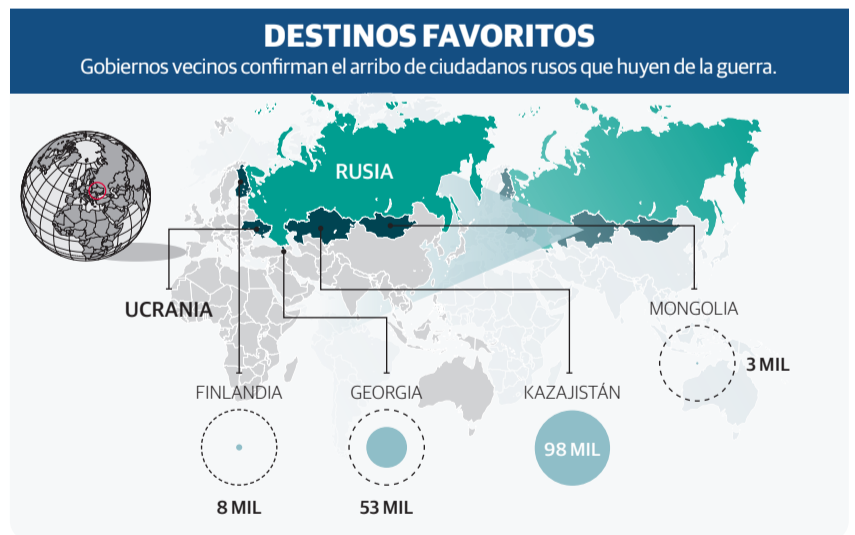 DESTINOS FAVORITOS
Gobiernos vecinos confirman el arribo de ciudadanos rusos que huyen de la guerra.
RUSIA
UCRANIA
MONGOLIA
3 MIL
FINLANDIA
8 MIL
GEORGIA
53 MIL
KAZAJISTÁN
98 MIL